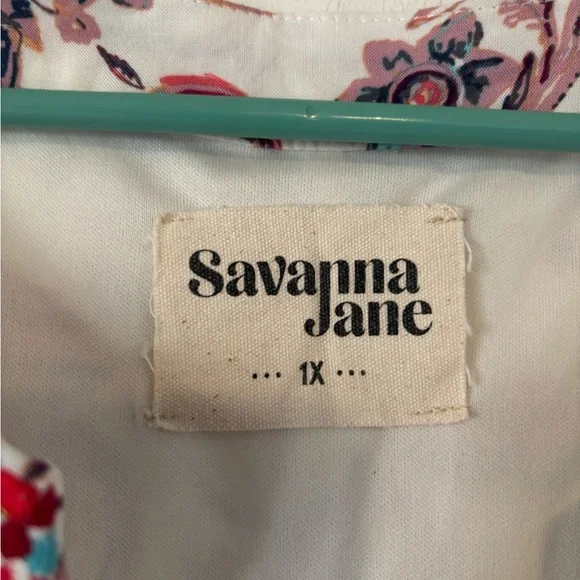 Savanna
Jane
••• 1X •••